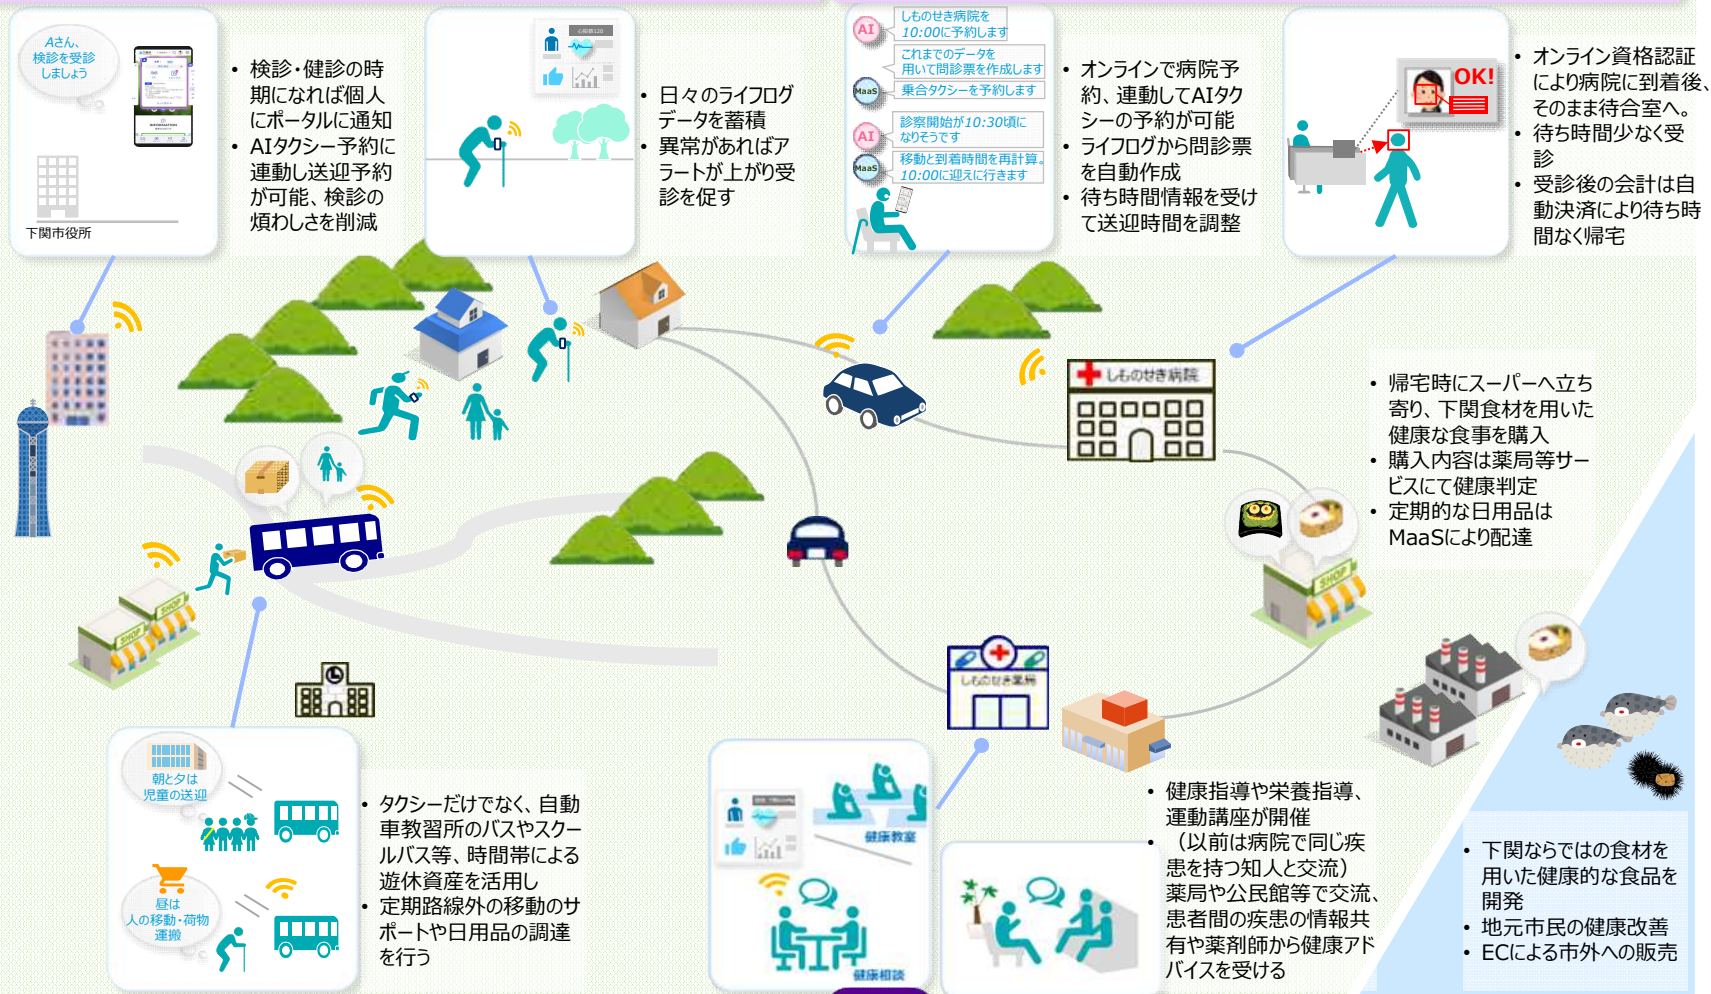 Aさん、
検診を受診
しましょう
INFORMATION
下関市役所
• 検診・健診の時
期になれば個人
にポータルに通知
• AIタクシー予約に
連動し送迎予約
が可能、検診の
煩わしさを削減
心拍数120
• 日々のライフログ
データを蓄積
• 異常があればア
ラートが上がり受
診を促す
AI
しものせき病院を
10:00に予約します
これまでのデータを
用いて問診票を作成します
MaaS
乗合タクシーを予約します
AI
診察開始が10:30頃に
なりそうです
MaaS
移動と到着時間を再計算。
10:00に迎えに行きます
• オンラインで病院予
約、連動してAIタク
シーの予約が可能
• ライフログから問診票
を自動作成
• 待ち時間情報を受け
て送迎時間を調整
OK!
• オンライン資格認証
により病院に到着後、
そのまま待合室へ。
• 待ち時間少なく受
診
• 受診後の会計は自
動決済により待ち時
間なく帰宅
しものせき病院
• 帰宅時にスーパーへ立ち
寄り、下関食材を用いた
健康な食事を購入
• 購入内容は薬局等サー
ビスにて健康判定
• 定期的な日用品は
MaaSにより配達
SHOP
SHOP
SHOP
しものせき薬局
朝と夕は
児童の送迎
昼は
人の移動・荷物
運搬
• タクシーだけでなく、自動
車教習所のバスやスクー
ルバス等、時間帯による
遊休資産を活用し
• 定期路線外の移動のサ
ポートや日用品の調達
を行う
健康教室
健康相談
• 健康指導や栄養指導、
運動講座が開催
• （以前は病院で同じ疾
患を持つ知人と交流）
薬局や公民館等で交流、
患者間の疾患の情報共
有や薬剤師から健康アド
バイスを受ける
• 下関ならではの食材を
用いた健康的な食品を
開発
• 地元市民の健康改善
• ECによる市外への販売